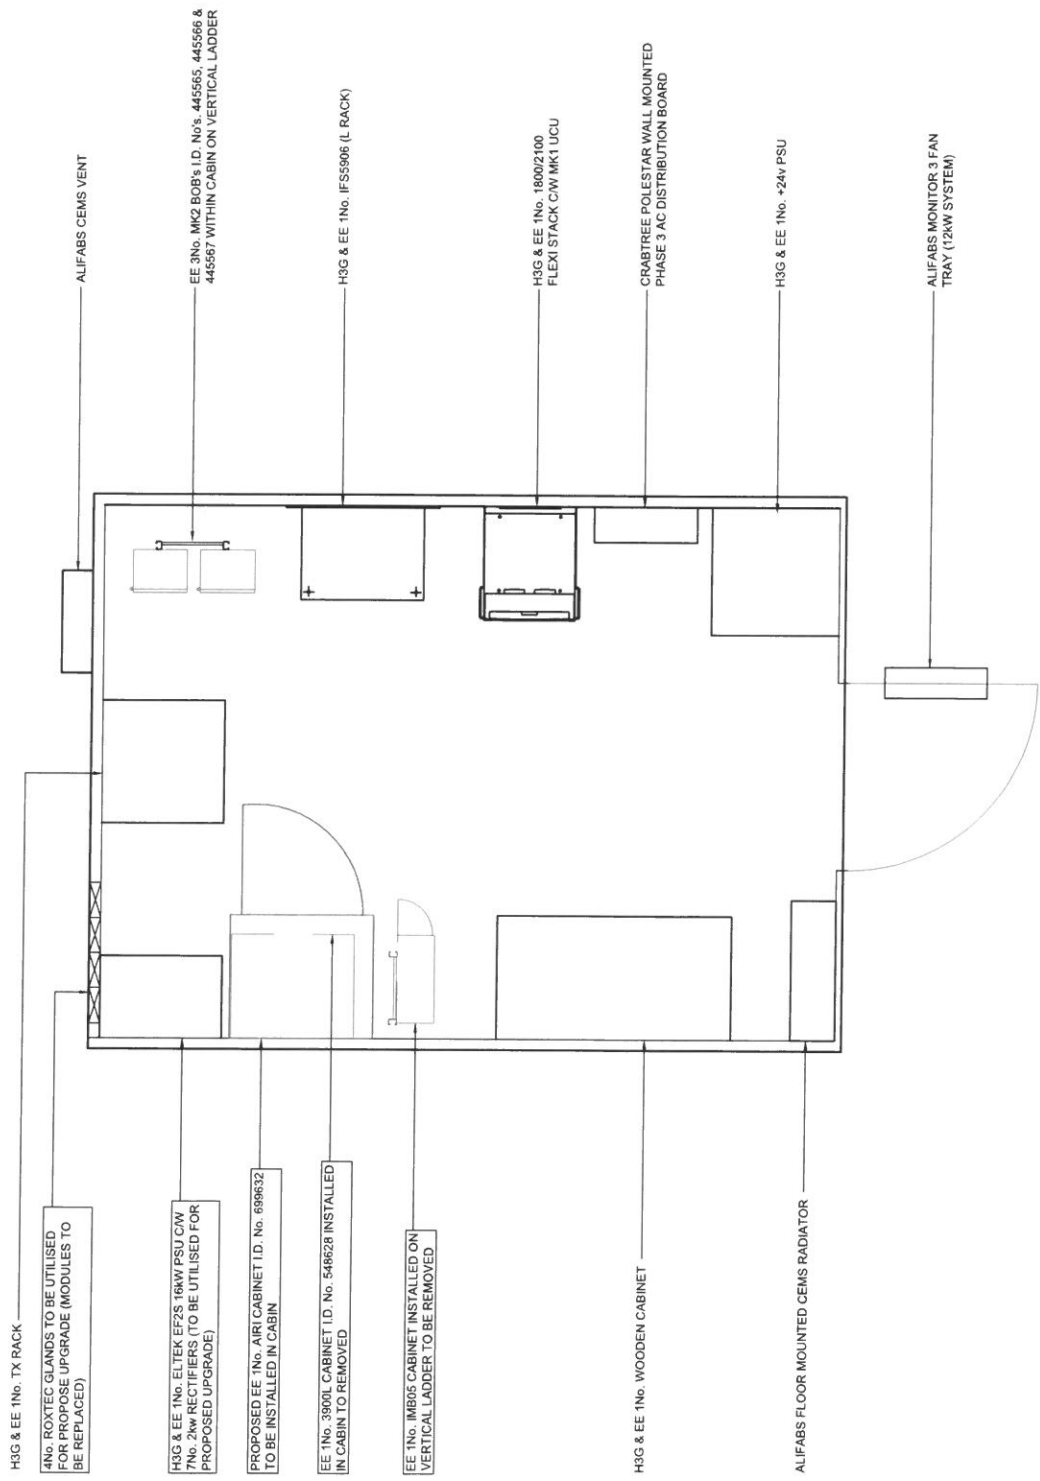 H3G & EE 1No. TX RACK
4No. ROXTEC GLANDS TO BE UTILISED
FOR PROPOSE UPGRADE (MODULES TO
BE REPLACED)
H3G & EE 1No. ELTEK EF2S 16kW PSU C/W
7No. 2kw RECTIFIERS (TO BE UTILISED FOR
PROPOSED UPGRADE)
PROPOSED EE 1No. AIRI CABINET I.D. No. 699632
TO BE INSTALLED IN CABIN
EE 1No. 3900L CABINET I.D. No. 548628 INSTALLED
IN CABIN TO REMOVED
EE 1No. IMB05 CABINET INSTALLED ON
VERTICAL LADDER TO BE REMOVED
H3G & EE 1No. WOODEN CABINET
ALIFABS FLOOR MOUNTED CEMS RADIATOR
ALIFABS CEMS VENT
EE 3No. MK2 BOB's I.D. No's. 445565, 445566 &
445567 WITHIN CABIN ON VERTICAL LADDER
H3G & EE 1No. IFS5906 (L RACK)
H3G & EE 1No. 1800/2100
FLEXI STACK C/W MK1 UCU
CRABTREE POLESTAR WALL MOUNTED
PHASE 3 AC DISTRIBUTION BOARD
H3G & EE 1No. +24v PSU
ALIFABS MONITOR 3 FAN
TRAY (12kW SYSTEM)